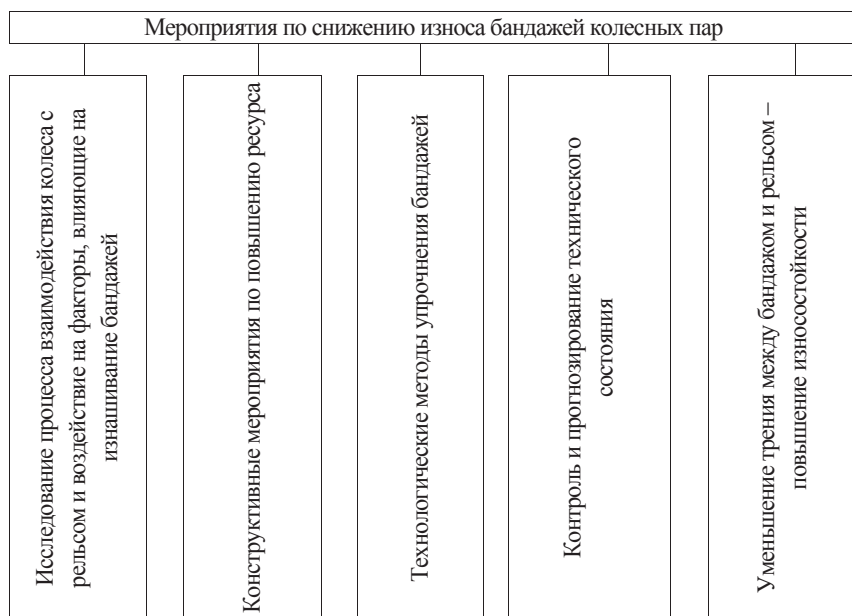 Мероприятия по снижению износа бандажей колесных пар
Исследование процесса взаимодействия колеса с
рельсом и воздействие на факторы, влияющие на
изнашивание бандажей
Конструктивные мероприятия по повышению ресурса
Технологические методы упрочнения бандажей
Контроль и прогнозирование технического
состояния
Уменьшение трения между бандажом и рельсом –
повышение износостойкости